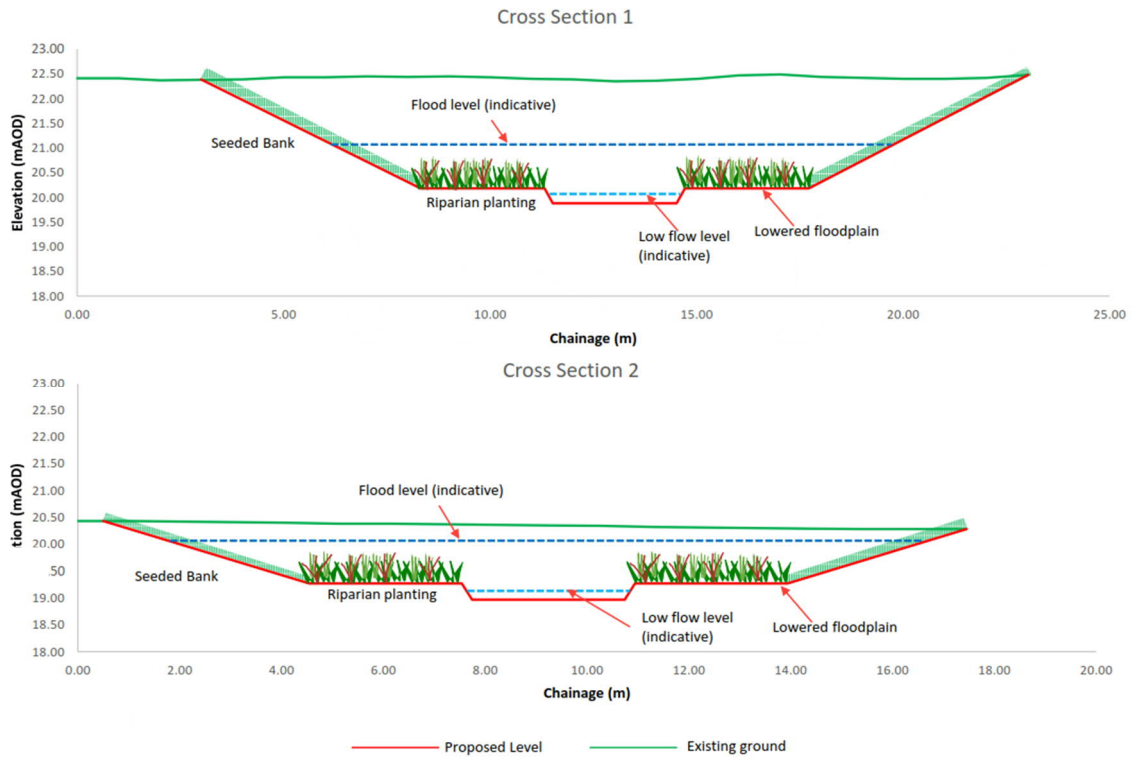 Cross Section 1
23.00
22.50
22.00
21.50
21.00
20.50
20.00
19.50
19.00
18.50
18.00
Elevation (mAOD)
Flood level (indicative)
Seeded Bank
Riparian planting
Low flow level
(indicative)
Lowered floodplain
0.00 5.00 10.00 15.00 20.00 25.00
Chainage (m)
Cross Section 2
23.00
22.50
22.00
21.50
21.00
20.50
20.00
.50
19.00
18.50
18.00
tion (mAOD)
Flood level (indicative)
Seeded Bank
Riparian planting
Low flow level
(indicative)
Lowered floodplain
0.00 2.00 4.00 6.00 8.00 10.00 12.00 14.00 16.00 18.00 20.00
Chainage (m)
Proposed Level Existing ground